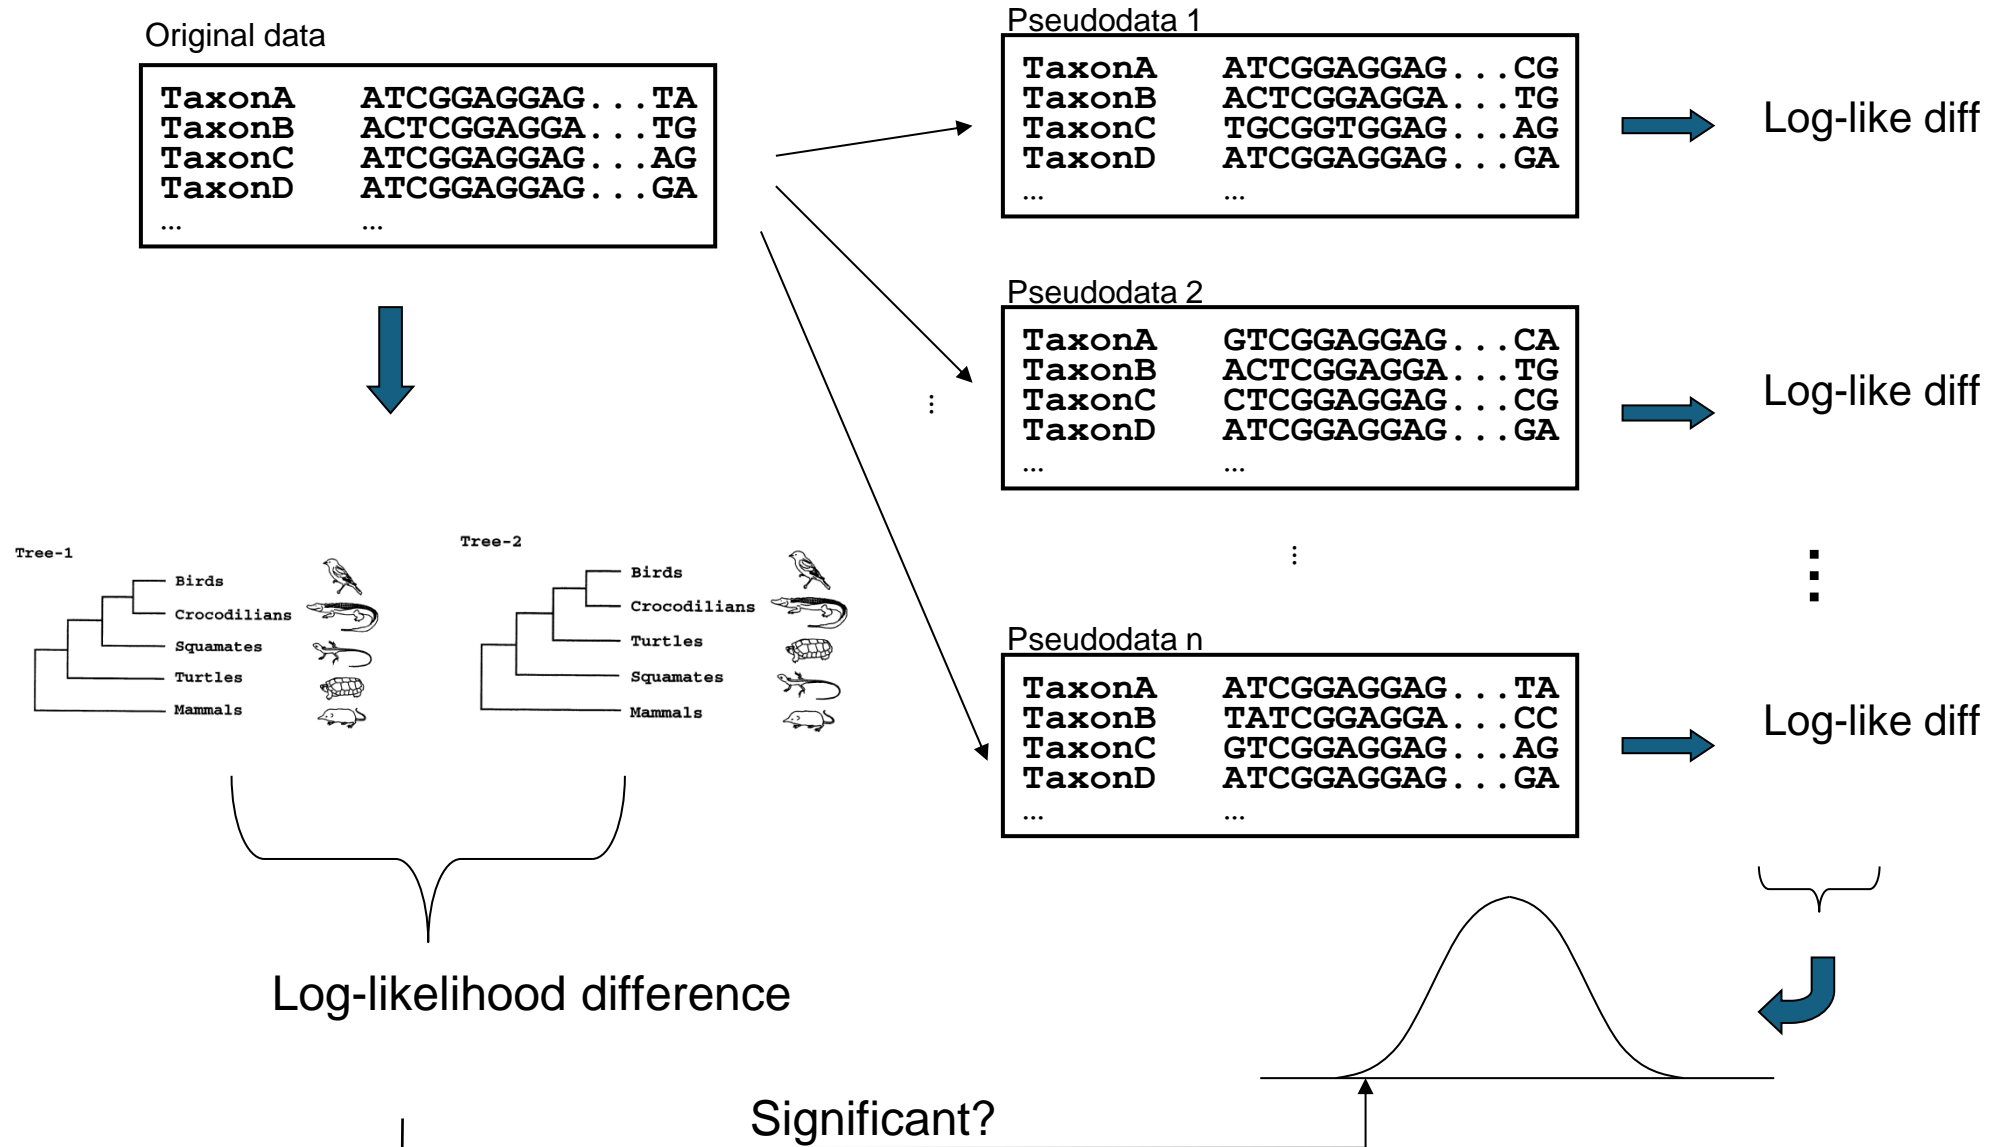 Original data
TaxonA ATCGGAGGAG...TA
TaxonB ACTCGGAGGA...TG
TaxonC ATCGGAGGAG...AG
TaxonD ATCGGAGGAG...GA
... ...
Pseudodata 1
TaxonA ATCGGAGGAG...CG
TaxonB ACTCGGAGGA...TG
TaxonC TGCGGTGGAG...AG
TaxonD ATCGGAGGAG...GA
... ...
Log-like diff
Pseudodata 2
TaxonA GTCGGAGGAG...CA
TaxonB ACTCGGAGGA...TG
TaxonC CTCGGAGGAG...CG
TaxonD ATCGGAGGAG...GA
... ...
Log-like diff
...
...
...
Pseudodata n
TaxonA ATCGGAGGAG...TA
TaxonB TATCGGAGGA...CC
TaxonC GTCGGAGGAG...AG
TaxonD ATCGGAGGAG...GA
... ...
Log-like diff
Tree-1
Birds
Crocodilians
Squamates
Turtles
Mammals
Tree-2
Birds
Crocodilians
Turtles
Squamates
Mammals
Log-likelihood difference
Significant?